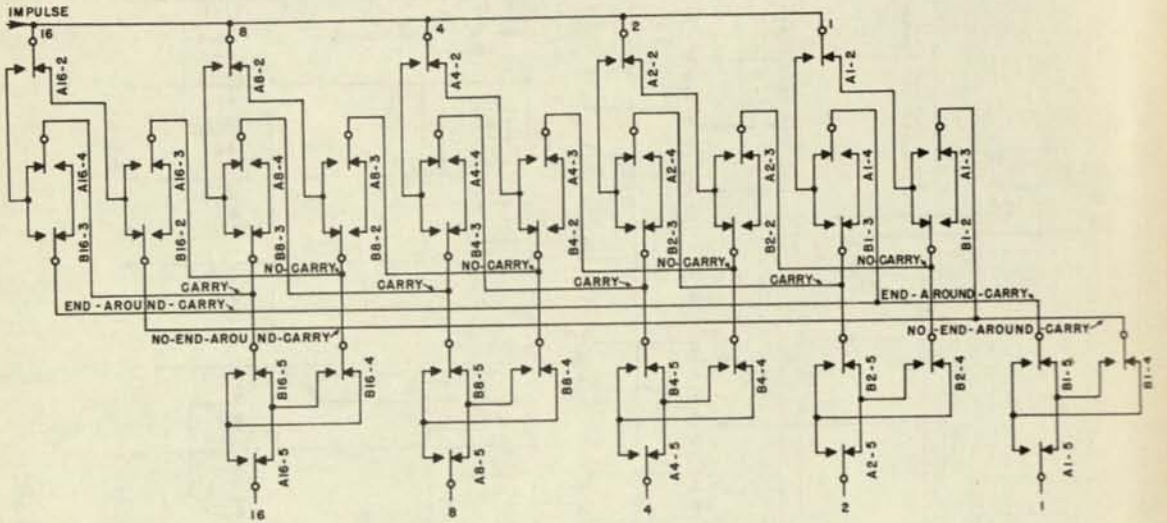 IMPULSE
16
8
4
2
1
A16-2
A8-2
A4-2
A2-2
A1-2
A16-4
A16-3
A8-4
A8-3
A4-4
A4-3
A2-4
A2-3
A1-4
A1-3
B16-3
B16-2
B8-3
B8-2
B4-3
B4-2
B2-3
B2-2
B1-3
B1-2
NO-CARRY
NO-CARRY
NO-CARRY
NO-CARRY
CARRY
CARRY
CARRY
CARRY
END-AROUND-CARRY
END-AROUND-CARRY
NO-END-AROUND-CARRY
NO-END-AROUND-CARRY
B16-5
B16-4
B8-5
B8-4
B4-5
B4-4
B2-5
B2-4
B1-5
B1-4
A16-5
A8-5
A4-5
A2-5
A1-5
16
8
4
2
1